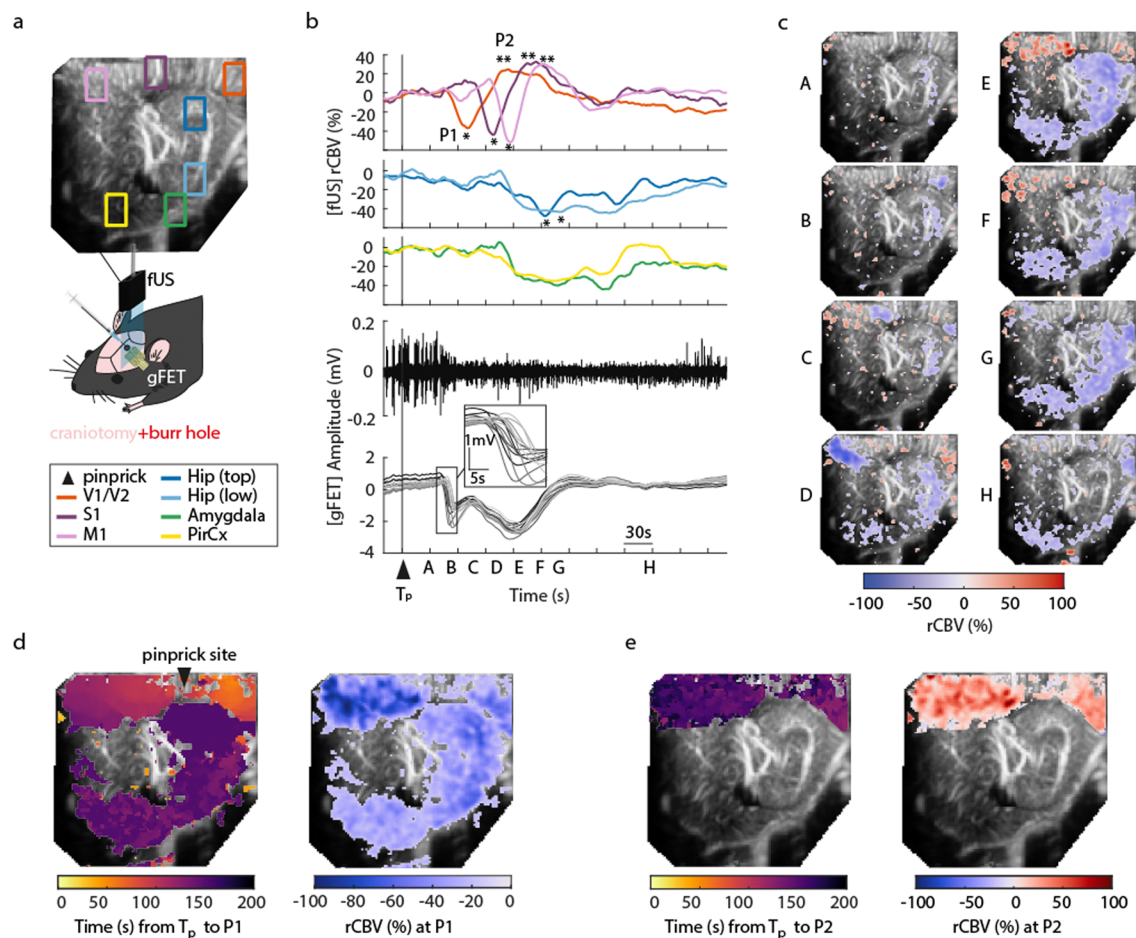 a
fUS
gFET
craniotomy+burr hole
pinprick
V1/V2
S1
M1
Hip (top)
Hip (low)
Amygdala
PirCx
b
P2
** ** **
40
20
0
-20
-40
-60
P1
* * *
[fUS] rCBV (%)
0
-20
-40
* *
0
-20
-40
0.2
0
-0.2
[gFET] Amplitude (mV)
1mV
5s
2
0
-2
-4
30s
A B C D E F G H
Tp Time (s)
c
A
E
B
F
C
G
D
H
-100 -50 0 50 100
rCBV (%)
d
pinprick site
0 50 100 150 200
Time (s) from Tp to P1
-100 -80 -60 -40 -20 0
rCBV (%) at P1
e
0 50 100 150 200
Time (s) from Tp to P2
-100 -50 0 50 100
rCBV (%) at P2